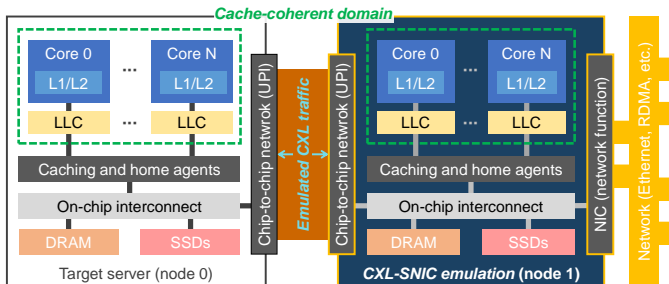 Cache-coherent domain
Core 0
...
Core N
L1/L2
L1/L2
LLC
...
LLC
Caching and home agents
On-chip interconnect
DRAM
SSDs
Target server (node 0)
Chip-to-chip netwrok (UPI)
Emulated CXL traffic
Chip-to-chip netwrok (UPI)
Core 0
...
Core N
L1/L2
L1/L2
LLC
...
LLC
Caching and home agents
On-chip interconnect
DRAM
SSDs
CXL-SNIC emulation (node 1)
NIC (network function)
Network (Ethernet, RDMA, etc.)